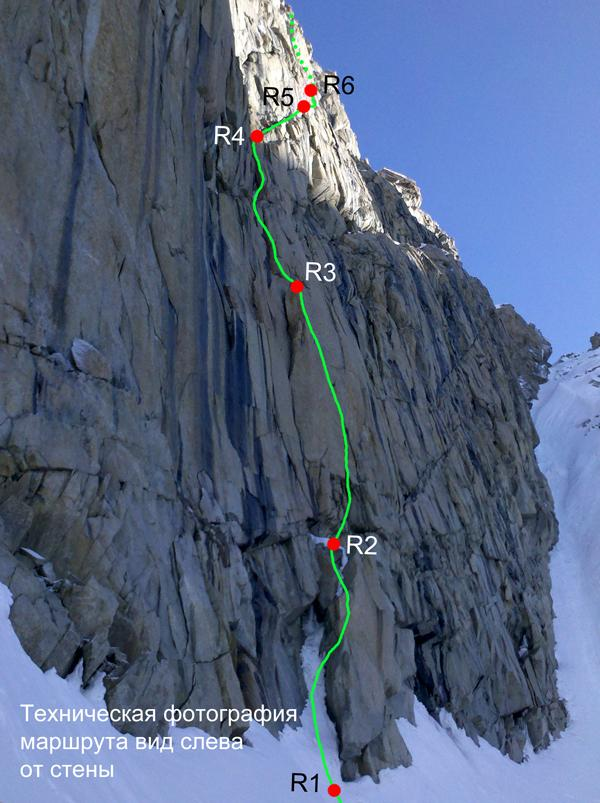 R6
R5
R4
R3
R2
Техническая фотография
маршрута вид слева
от стены
R1